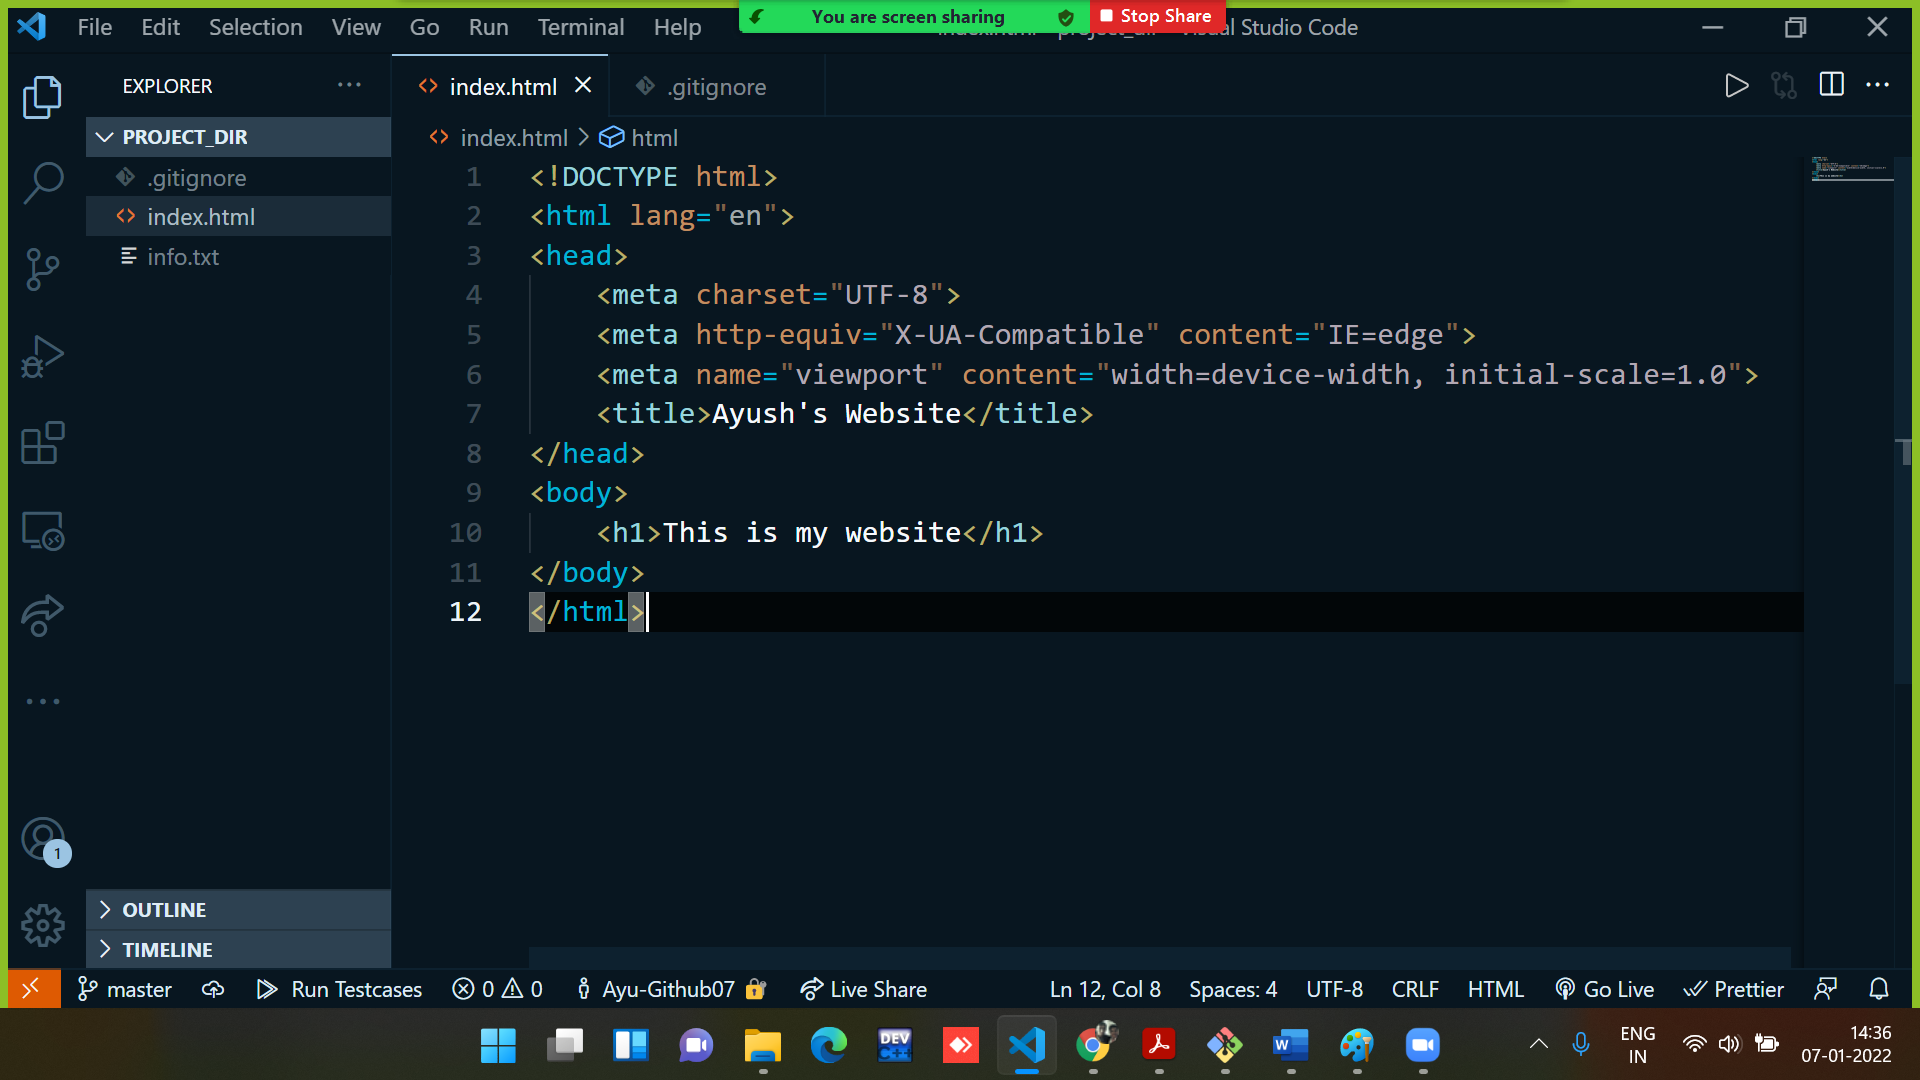 You are screen sharing
Stop Share
File Edit Selection View Go Run Terminal Help
Visual Studio Code
EXPLORER
index.html
.gitignore
PROJECT_DIR
index.html > html
.gitignore
index.html
info.txt
1 <!DOCTYPE html>
2 <html lang="en">
3 <head>
4 <meta charset="UTF-8">
5 <meta http-equiv="X-UA-Compatible" content="IE=edge">
6 <meta name="viewport" content="width=device-width, initial-scale=1.0">
7 <title>Ayush's Website</title>
8 </head>
9 <body>
10 <h1>This is my website</h1>
11 </body>
12 </html>
1
OUTLINE
TIMELINE
master Run Testcases 0 0 Ayu-Github07 Live Share Ln 12, Col 8 Spaces: 4 UTF-8 CRLF HTML Go Live Prettier
DEV
C++
W
ENG
IN
14:36
07-01-2022